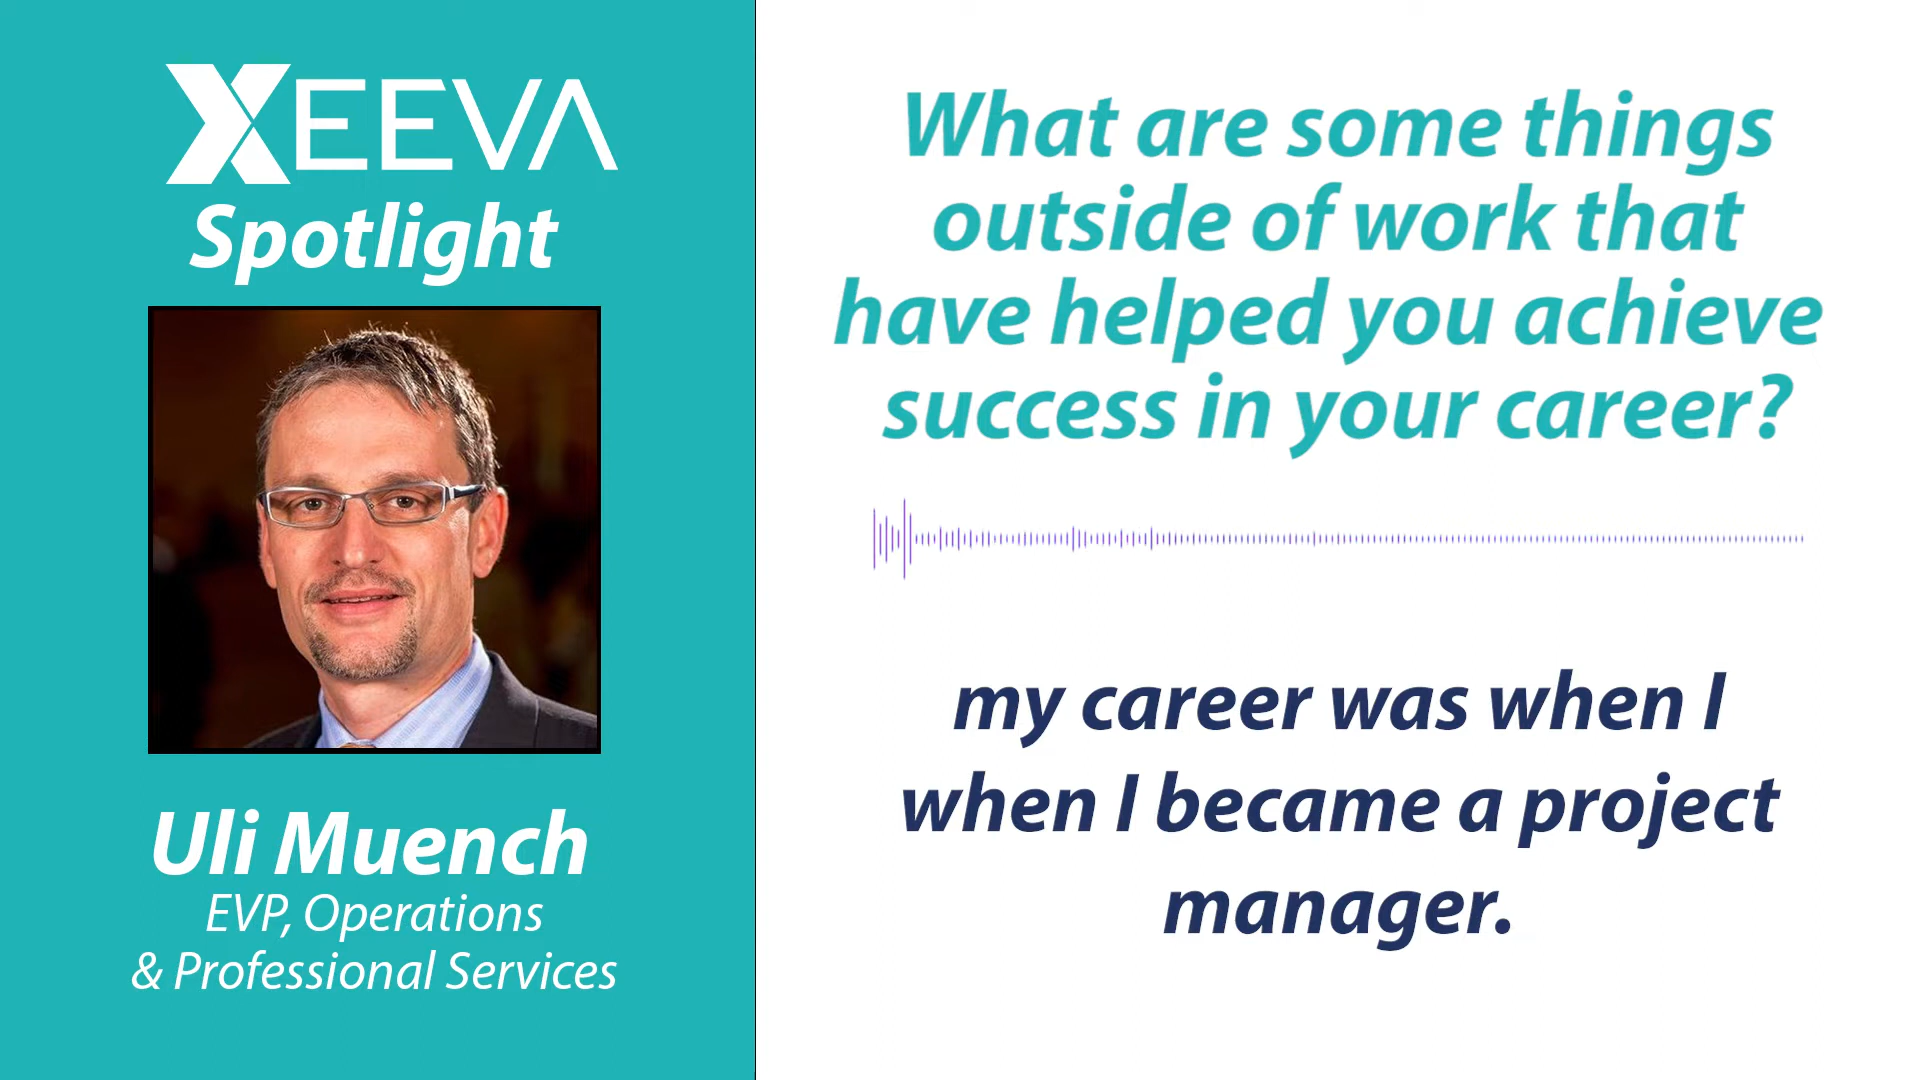 XEEVA
Spotlight
Uli Muench
EVP, Operations
& Professional Services
What are some things
outside of work that
have helped you achieve
success in your career?
my career was when I
when I became a project
manager.